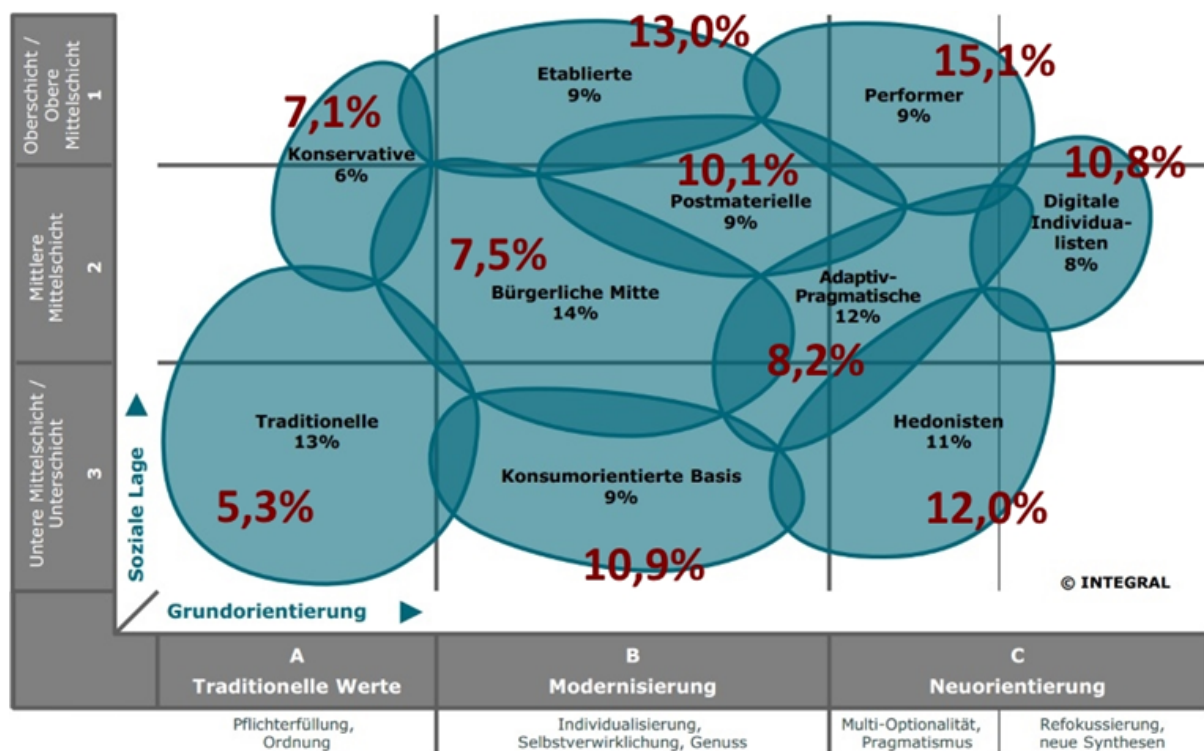 Oberschicht /
Obere
Mittelschicht
1
Mittlere
Mittelschicht
2
Untere Mittelschicht /
Unterschicht
3
Soziale Lage
13,0%
Etablierte
9%
15,1%
Performer
9%
7,1%
Konservative
6%
10,1%
Postmaterielle
9%
10,8%
Digitale
Individua-
listen
8%
7,5%
Bürgerliche Mitte
14%
Adaptiv-
Pragmatische
12%
8,2%
Traditionelle
13%
5,3%
Konsumorientierte Basis
9%
10,9%
Hedonisten
11%
12,0%
© INTEGRAL
Grundorientierung
A
Traditionelle Werte
B
Modernisierung
C
Neuorientierung
Pflichterfüllung,
Ordnung
Individualisierung,
Selbstverwirklichung, Genuss
Multi-Optionalität,
Pragmatismus
Refokussierung,
neue Synthesen